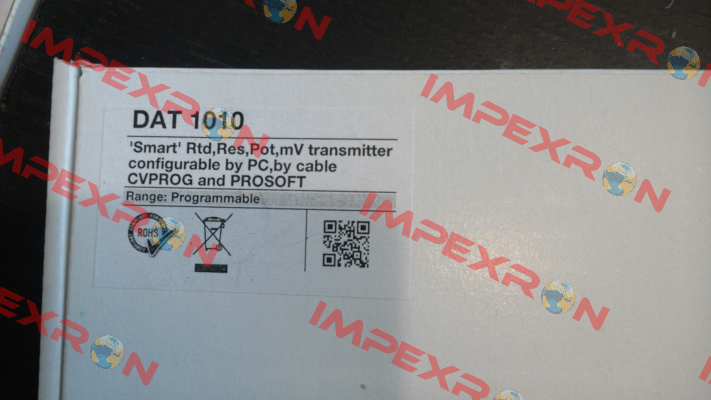 DAT 1010
'Smart' Rtd,Res,Pot,mV transmitter
configurable by PC,by cable
CVPROG and PROSOFT
Range: Programmable
ROHS
IMPEXRON
IMPEXRON
IMPEXRON
IMPEXRON
IMPEXRON
IMPEXRON